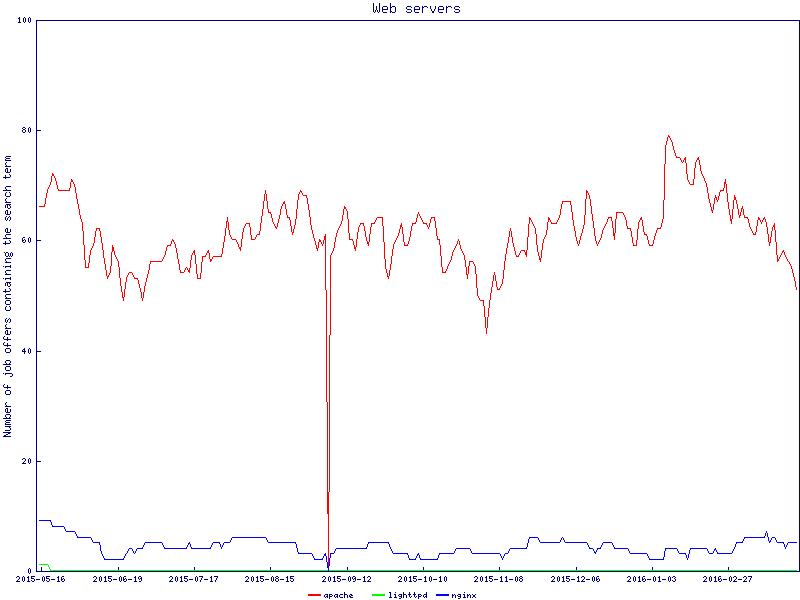 Web servers
Number of job offers containing the search term
100
80
60
40
20
0
2015-05-16 2015-06-19 2015-07-17 2015-08-15 2015-09-12 2015-10-10 2015-11-08 2015-12-06 2016-01-03 2016-02-27
apache lighttpd nginx